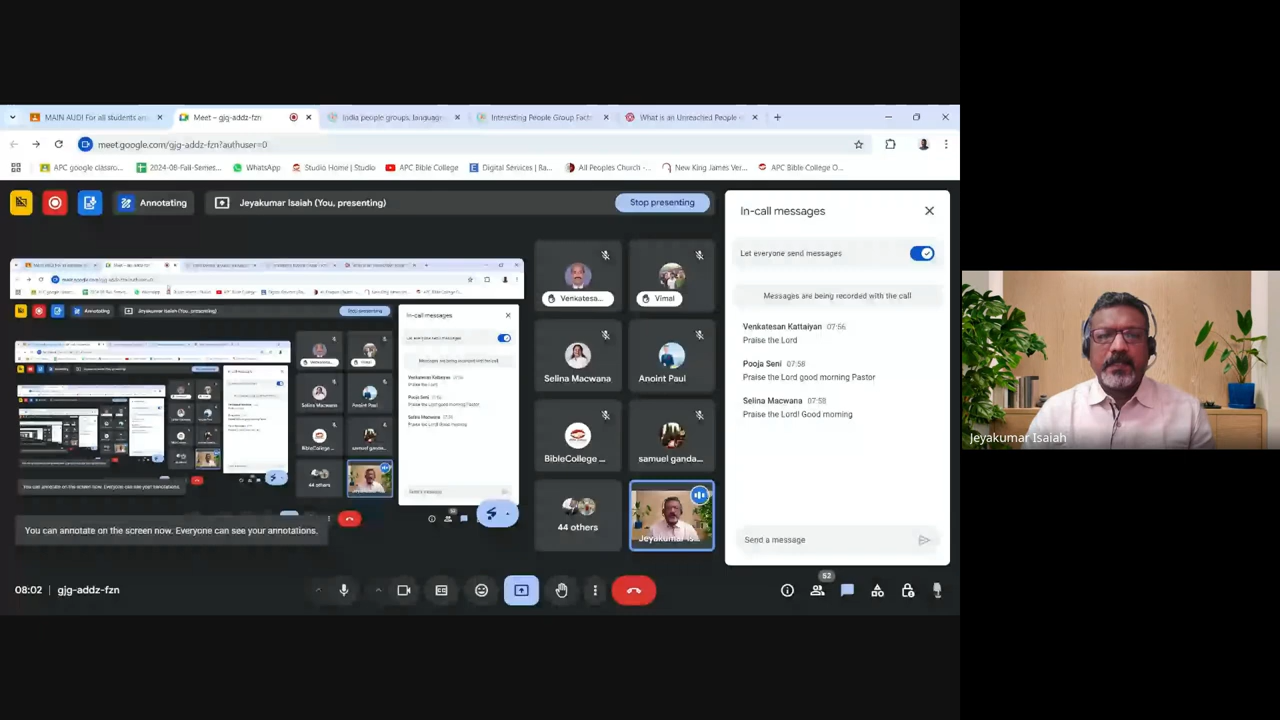 MAIN AUDI For all students an
Meet – gjg-addz-fzn
India people groups, languag
Interesting People Group Fact
What is an Unreached People
meet.google.com/gjg-addz-fzn?authuser=0
APC google classro...
2024-08-Fall-Semes...
WhatsApp
Studio Home | Studio
APC Bible College
Digital Services | Ba...
All Peoples Church -...
New King James Ver...
APC Bible College O...
Annotating
Jeyakumar Isaiah (You, presenting)
Stop presenting
In-call messages
Let everyone send messages
Messages are being recorded with the call
Venkatesan Kattaiyan 07:56
Praise the Lord
Pooja Seni 07:58
Praise the Lord good morning Pastor
Selina Macwana 07:58
Praise the Lord! Good morning
Send a message
Venkatesa...
Vimal
Selina Macwana
Anoint Paul
BibleCollege ...
samuel ganda...
44 others
Jeyakumar Isa...
You can annotate on the screen now. Everyone can see your annotations.
08:02 | gjg-addz-fzn
52
Jeyakumar Isaiah